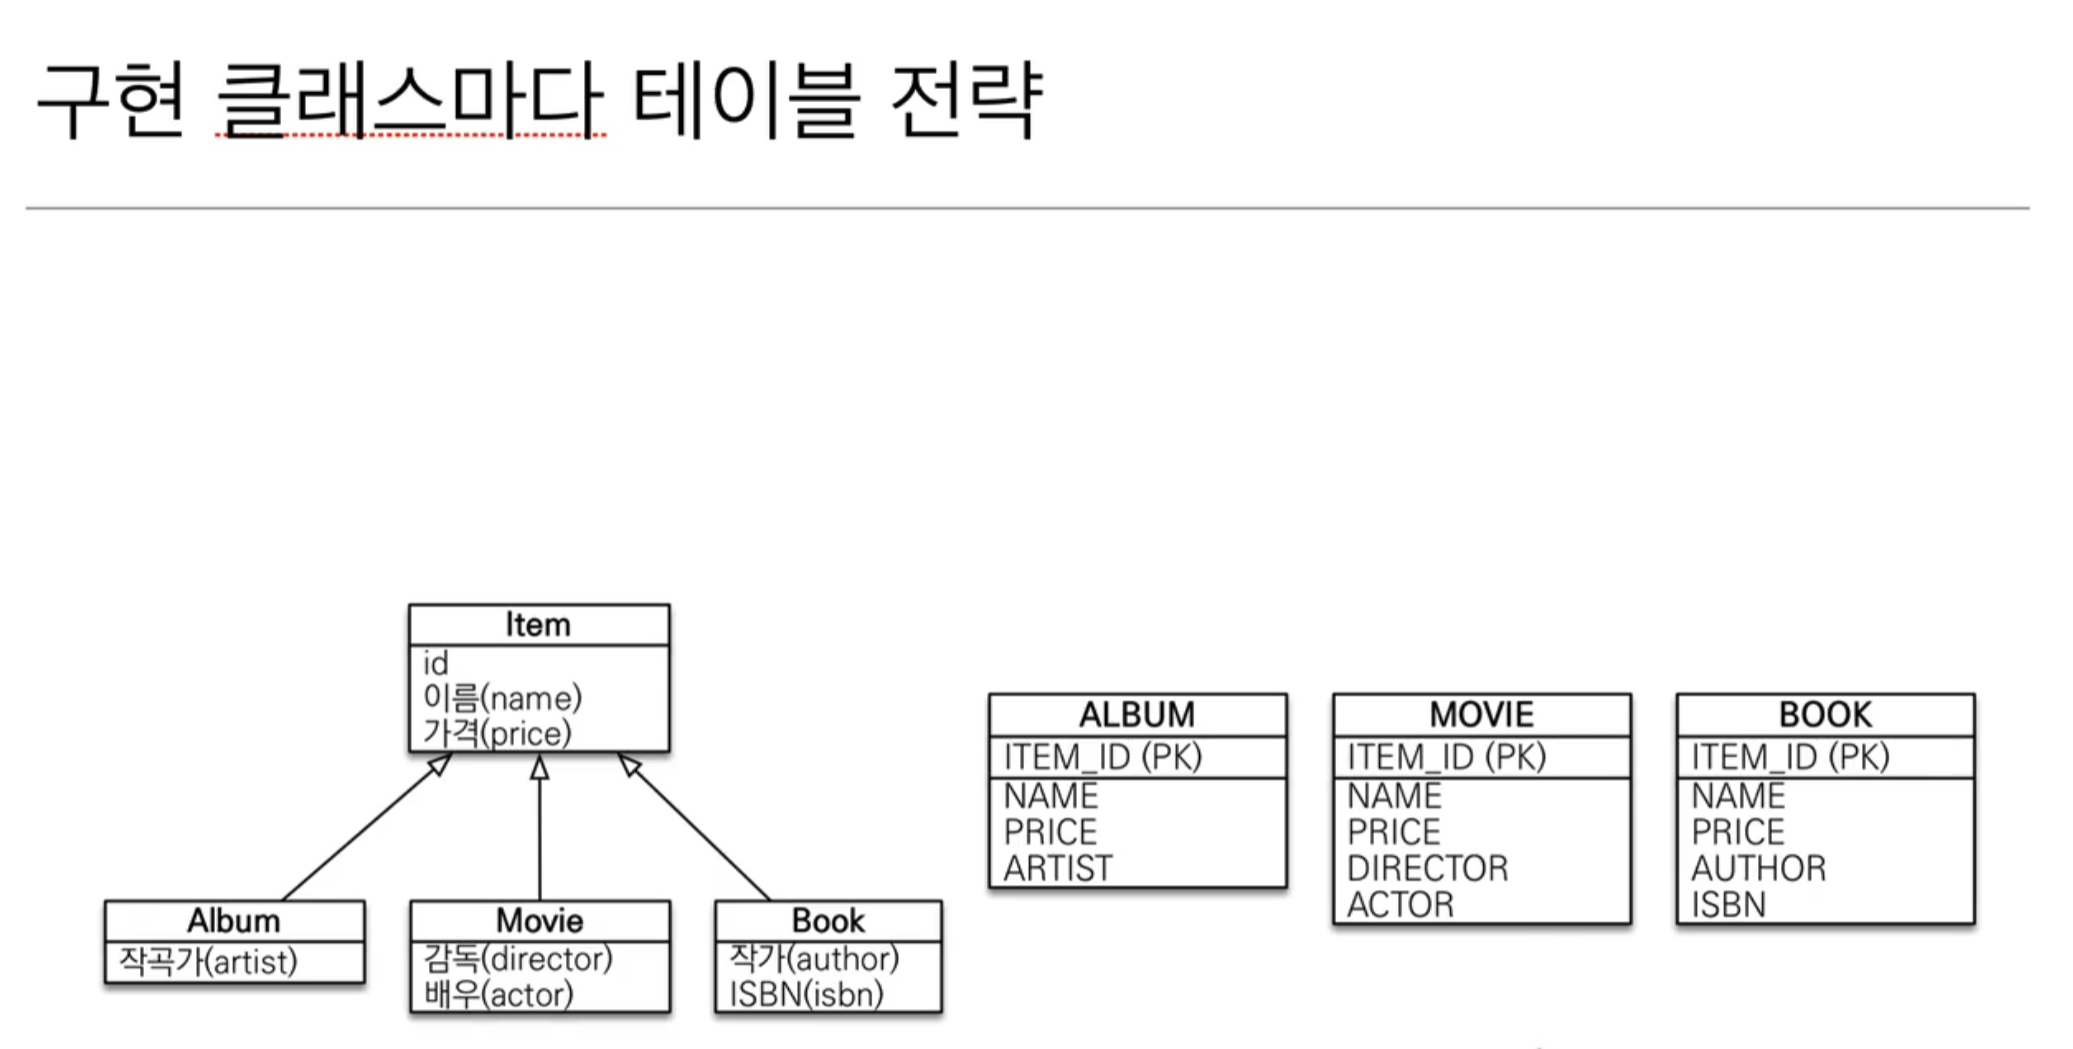 구현 클래스마다 테이블 전략
Item
id
이름(name)
가격(price)
Album
작곡가(artist)
Movie
감독(director)
배우(actor)
Book
작가(author)
ISBN(isbn)
ALBUM
ITEM_ID (PK)
NAME
PRICE
ARTIST
MOVIE
ITEM_ID (PK)
NAME
PRICE
DIRECTOR
ACTOR
BOOK
ITEM_ID (PK)
NAME
PRICE
AUTHOR
ISBN